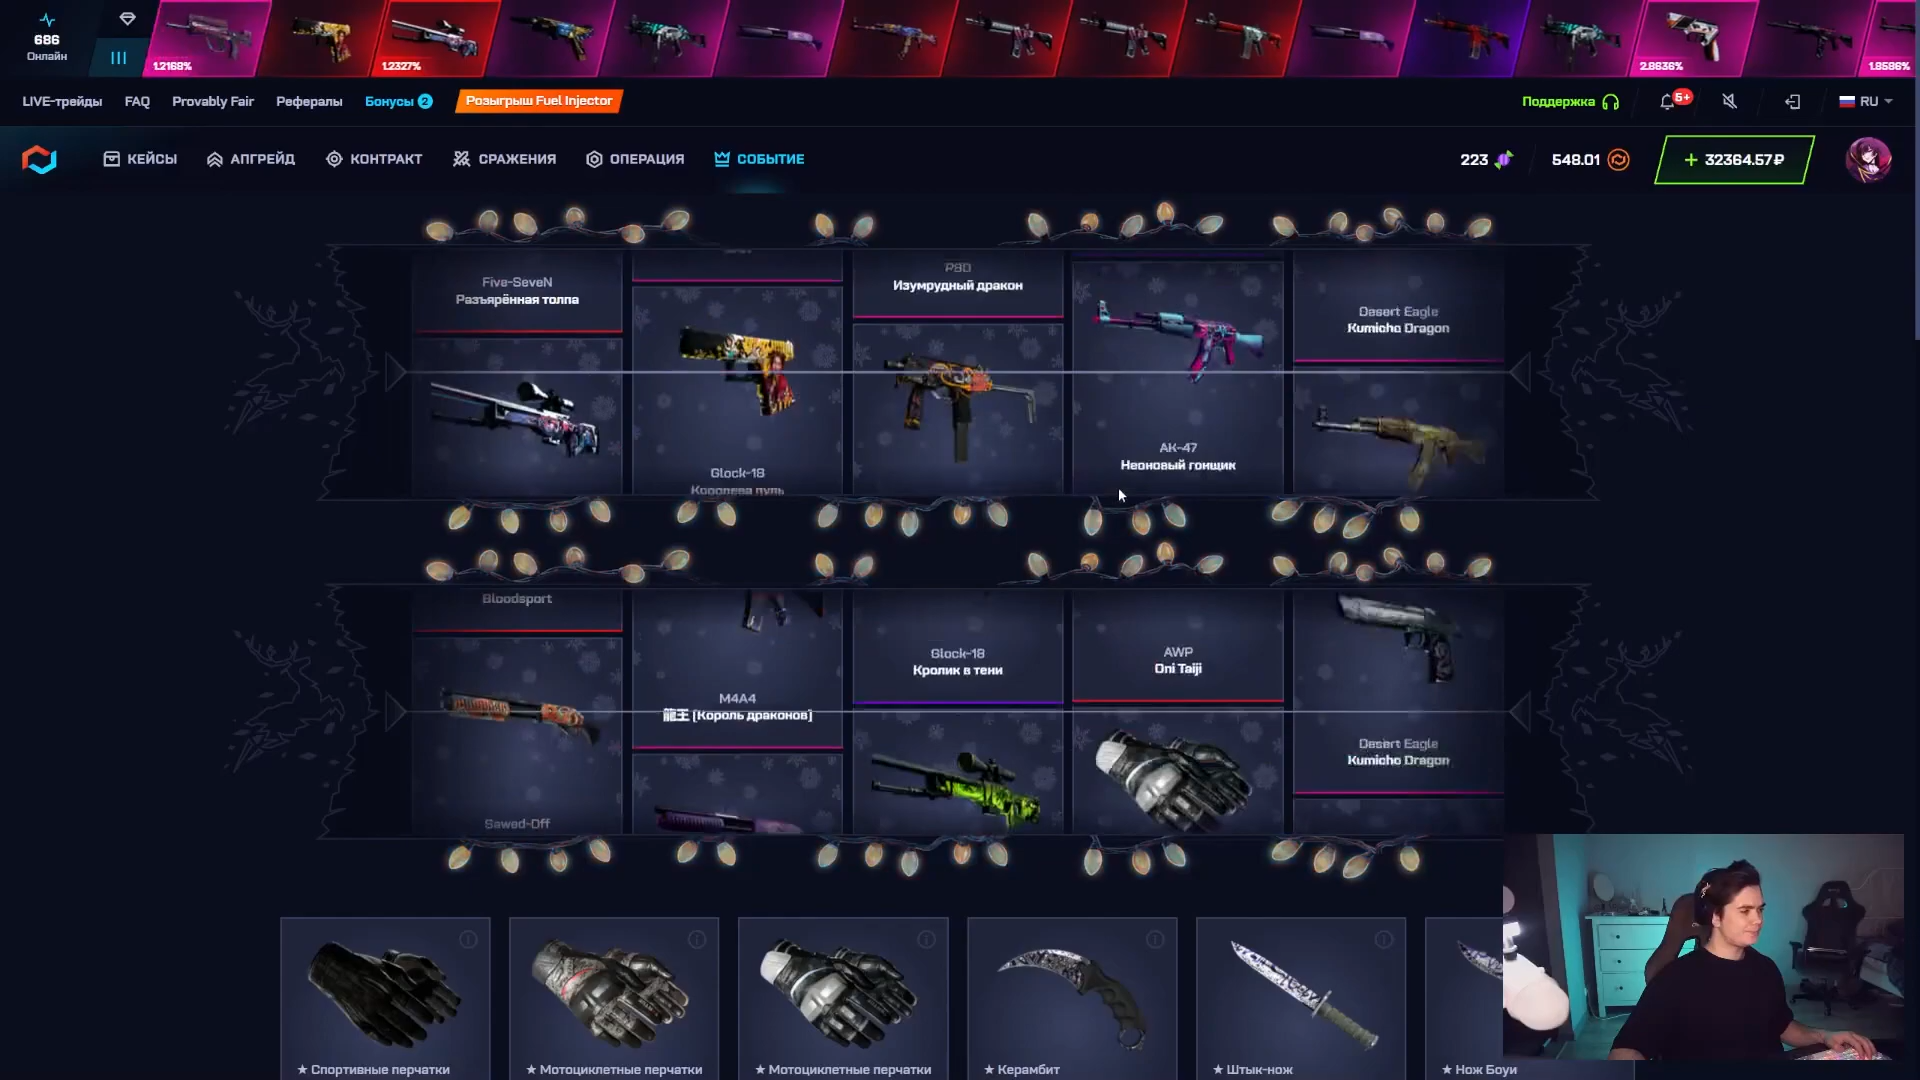 686
Онлайн
1.2168%
1.2327%
2.8636%
1.8586%
LIVE-трейды
FAQ
Provably Fair
Рефералы
Бонусы 2
Розыгрыш Fuel Injector
Поддержка
5+
RU
КЕЙСЫ
АПГРЕЙД
КОНТРАКТ
СРАЖЕНИЯ
ОПЕРАЦИЯ
СОБЫТИЕ
223
548.01
+ 32364.57₽
Five-SeveN
Разъярённая толпа
Glock-18
Королева пуль
P90
Изумрудный дракон
AK-47
Неоновый гонщик
Desert Eagle
Kumicho Dragon
Bloodsport
Sawed-Off
M4A4
龍王 [Король драконов]
Glock-18
Кролик в тени
AWP
Oni Taiji
Desert Eagle
Kumicho Dragon
★ Спортивные перчатки
★ Мотоциклетные перчатки
★ Мотоциклетные перчатки
★ Керамбит
★ Штык-нож
★ Нож Боуи